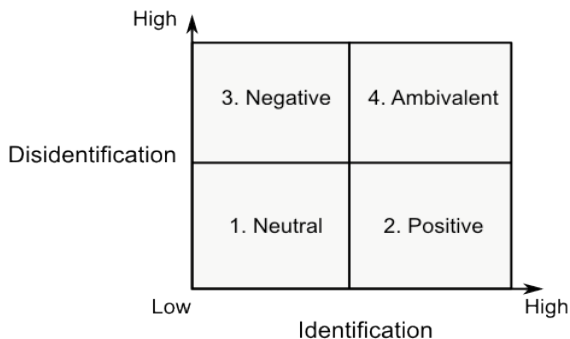 High
3. Negative
4. Ambivalent
Disidentification
1. Neutral
2. Positive
Low
High
Identification